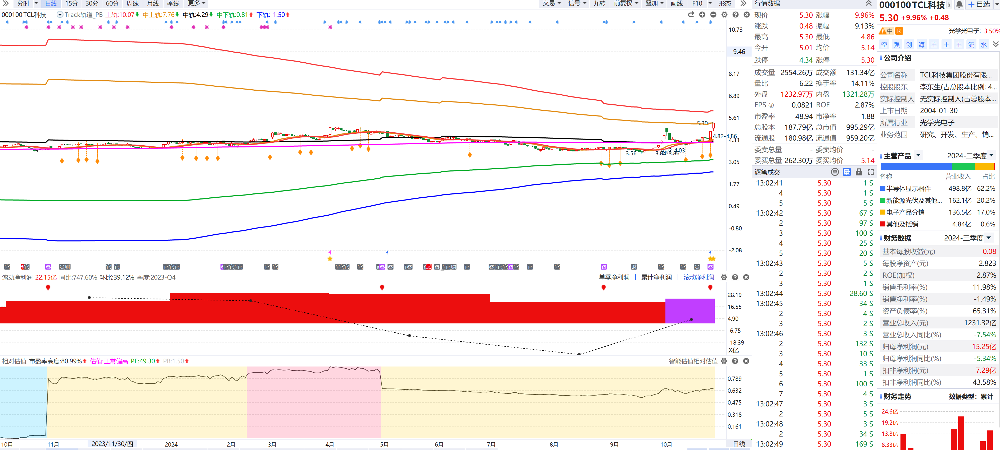 分时 日线 15分 30分 60分 周线 月线 季线 更多 交易 信号 九转 前复权 叠加 画线 F10 形态
000100 TCL科技 Track轨道_PB 上轨:10.07 中上轨:7.76 中轨:4.29 中下轨:0.81 下轨:-1.50
10.73
9.46
8.17
6.89
5.61
4.33
3.05
1.77
0.49
-0.80
-2.08
5.30
4.82-4.86
4.02-4.03
3.84-3.86
3.56
滚动净利润 22.15亿 同比:747.60% 环比:39.12% 季度:2023-Q4 单季净利润 | 累计净利润 | 滚动净利润
28.19
16.55
4.90
-6.75
-18.39
X亿
相对估值 市盈率高度:80.99% 估值:正常偏高 PE:49.30 PB:1.50 智能估值相对估值
0.789
0.632
0.475
0.318
0.161
10月 11月 2023/11/30/四 2024 2月 3月 4月 5月 6月 7月 8月 9月 10月 日线
行情数据
现价 5.30 涨幅 9.96%
涨跌 0.48 振幅 9.13%
最高 5.30 最低 4.86
今开 5.01 均价 5.14
跌停 4.34 涨停 5.30
成交量 2554.26万 成交额 131.34亿
量比 6.22 换手率 14.11%
外盘 1232.97万 内盘 1321.28万
EPS ③ 0.0821 ROE 2.87%
市盈率 48.94 市净率 1.88
总股本 187.79亿 总市值 995.29亿
流通股 180.98亿 流通值 959.20亿
委卖总量 - 委卖均价 -
委买总量 262.30万 委买均价 5.14
逐笔成交 单 量
13:02:41 5.30 1 S
4 5.30 1 S
5 5.30 5 S
13:02:42 5.30 67 S
2 5.30 97 S
3 5.30 100 S
4 5.30 25 S
5 5.30 20 S
13:02:43 5.30 5 S
2 5.30 2 S
3 5.30 1 S
13:02:44 5.30 28.60 S
13:02:45 5.30 34 S
2 5.30 4 S
3 5.30 2 S
13:02:46 5.30 3 S
2 5.30 132 S
3 5.30 10 S
4 5.30 33 S
5 5.30 1 S
6 5.30 100 S
7 5.30 4 S
13:02:47 5.30 3 S
2 5.30 5 S
13:02:48 5.30 3 S
2 5.30 34 S
13:02:49 5.30 169 S
000100 TCL科技 +自选
5.30 +9.96% +0.48
中 R 光学光电子: 3.50%
空 强 创 海 主 主 主 流 水
公司介绍
公司名称 TCL科技集团股份有限...
控股股东 李东生(占总股本比例: 4...
实际控制人 无实际控制人(占总股本...
上市日期 2004-01-30
所属行业 光学光电子
业务范围 研究、开发、生产、销...
主营产品 2024-二季度
名称 营业收入 占比
半导体显示器件 498.8亿 62.2%
新能源光伏及其他... 162.1亿 20.2%
电子产品分销 136.5亿 17.0%
其他及抵销 4.84亿 0.6%
财务数据 2024-三季度
基本每股收益(元) 0.08
每股净资产(元) 2.823
ROE(加权) 2.87%
销售毛利率(%) 11.98%
销售净利率(%) -1.49%
资产负债率(%) 65.31%
营业总收入(元) 1231.32亿
营业总收入同比(%) -7.54%
归母净利润(元) 15.25亿
归母净利润同比(%) -5.34%
扣非净利润(元) 7.29亿
扣非净利润同比(%) 43.58%
财务走势 数据类型: 累计
24.6亿
19.2亿
13.8亿
8.33亿